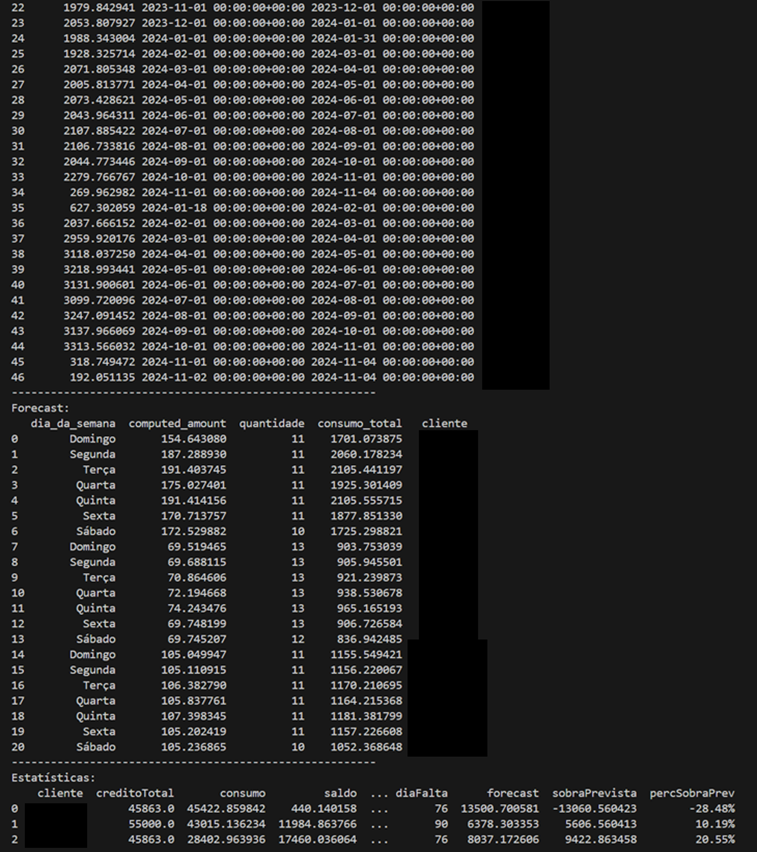 22 1979.842941 2023-11-01 00:00:00+00:00 2023-12-01 00:00:00+00:00
23 2053.807927 2023-12-01 00:00:00+00:00 2024-01-01 00:00:00+00:00
24 1988.343004 2024-01-01 00:00:00+00:00 2024-01-31 00:00:00+00:00
25 1928.325714 2024-02-01 00:00:00+00:00 2024-03-01 00:00:00+00:00
26 2071.805348 2024-03-01 00:00:00+00:00 2024-04-01 00:00:00+00:00
27 2005.813771 2024-04-01 00:00:00+00:00 2024-05-01 00:00:00+00:00
28 2073.428621 2024-05-01 00:00:00+00:00 2024-06-01 00:00:00+00:00
29 2043.964311 2024-06-01 00:00:00+00:00 2024-07-01 00:00:00+00:00
30 2107.885422 2024-07-01 00:00:00+00:00 2024-08-01 00:00:00+00:00
31 2106.733816 2024-08-01 00:00:00+00:00 2024-09-01 00:00:00+00:00
32 2044.773446 2024-09-01 00:00:00+00:00 2024-10-01 00:00:00+00:00
33 2279.766767 2024-10-01 00:00:00+00:00 2024-11-01 00:00:00+00:00
34 269.962982 2024-11-01 00:00:00+00:00 2024-11-04 00:00:00+00:00
35 627.302059 2024-01-18 00:00:00+00:00 2024-02-01 00:00:00+00:00
36 2037.666152 2024-02-01 00:00:00+00:00 2024-03-01 00:00:00+00:00
37 2959.920176 2024-03-01 00:00:00+00:00 2024-04-01 00:00:00+00:00
38 3118.037250 2024-04-01 00:00:00+00:00 2024-05-01 00:00:00+00:00
39 3218.993441 2024-05-01 00:00:00+00:00 2024-06-01 00:00:00+00:00
40 3131.900601 2024-06-01 00:00:00+00:00 2024-07-01 00:00:00+00:00
41 3099.720096 2024-07-01 00:00:00+00:00 2024-08-01 00:00:00+00:00
42 3247.091452 2024-08-01 00:00:00+00:00 2024-09-01 00:00:00+00:00
43 3137.966069 2024-09-01 00:00:00+00:00 2024-10-01 00:00:00+00:00
44 3313.566032 2024-10-01 00:00:00+00:00 2024-11-01 00:00:00+00:00
45 318.749472 2024-11-01 00:00:00+00:00 2024-11-04 00:00:00+00:00
46 192.051135 2024-11-02 00:00:00+00:00 2024-11-04 00:00:00+00:00
--------------------------------------------------------
Forecast:
dia_da_semana computed_amount quantidade consumo_total cliente
0 Domingo 154.643080 11 1701.073875
1 Segunda 187.288930 11 2060.178234
2 Terça 191.403745 11 2105.441197
3 Quarta 175.027401 11 1925.301409
4 Quinta 191.414156 11 2105.555715
5 Sexta 170.713757 11 1877.851330
6 Sábado 172.529882 10 1725.298821
7 Domingo 69.519465 13 903.753039
8 Segunda 69.688115 13 905.945501
9 Terça 70.864606 13 921.239873
10 Quarta 72.194668 13 938.530678
11 Quinta 74.243476 13 965.165193
12 Sexta 69.748199 13 906.726584
13 Sábado 69.745207 12 836.942485
14 Domingo 105.049947 11 1155.549421
15 Segunda 105.110915 11 1156.220067
16 Terça 106.382790 11 1170.210695
17 Quarta 105.837761 11 1164.215368
18 Quinta 107.398345 11 1181.381799
19 Sexta 105.202419 11 1157.226608
20 Sábado 105.236865 10 1052.368648
--------------------------------------------------------
Estatísticas:
cliente creditoTotal consumo saldo ... diaFalta forecast sobraPrevista percSobraPrev
0 45863.0 45422.859842 440.140158 ... 76 13500.700581 -13060.560423 -28.48%
1 55000.0 43015.136234 11984.863766 ... 90 6378.303353 5606.560413 10.19%
2 45863.0 28402.963936 17460.036064 ... 76 8037.172606 9422.863458 20.55%